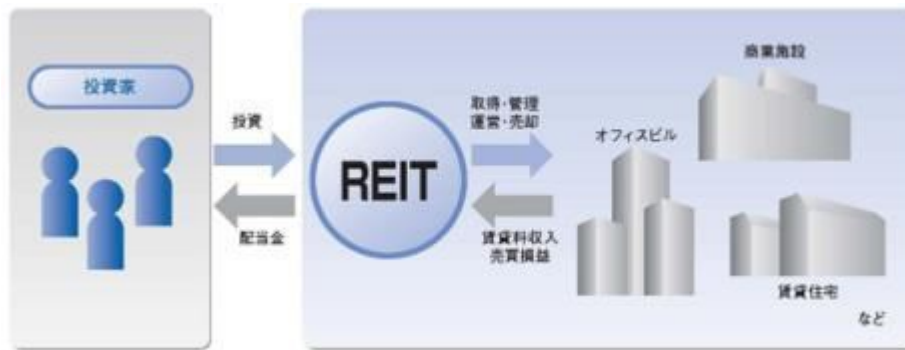 投資家
投資
配当金
REIT
取得・管理
運営・売却
賃貸料収入
売買損益
商業施設
オフィスビル
賃貸住宅
など